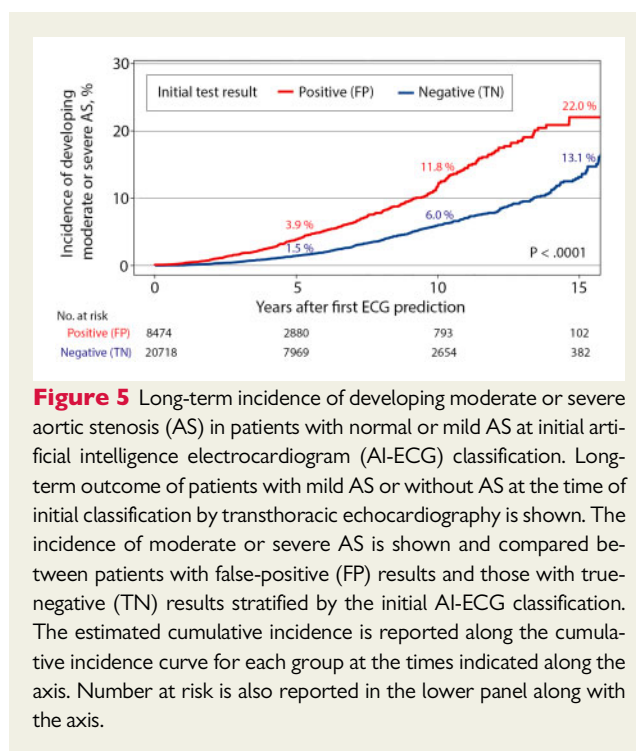 30
Initial test result Positive (FP) Negative (TN)
22.0 %
20
13.1 %
11.8 %
10
6.0 %
3.9 %
1.5 %
P < .0001
0
Incidence of developing
moderate or severe AS, %
0 5 10 15
Years after first ECG prediction
No. at risk
Positive (FP) 8474 2880 793 102
Negative (TN) 20718 7969 2654 382
Figure 5 Long-term incidence of developing moderate or severe
aortic stenosis (AS) in patients with normal or mild AS at initial arti-
ficial intelligence electrocardiogram (AI-ECG) classification. Long-
term outcome of patients with mild AS or without AS at the time of
initial classification by transthoracic echocardiography is shown. The
incidence of moderate or severe AS is shown and compared be-
tween patients with false-positive (FP) results and those with true-
negative (TN) results stratified by the initial AI-ECG classification.
The estimated cumulative incidence is reported along the cumula-
tive incidence curve for each group at the times indicated along the
axis. Number at risk is also reported in the lower panel along with
the axis.